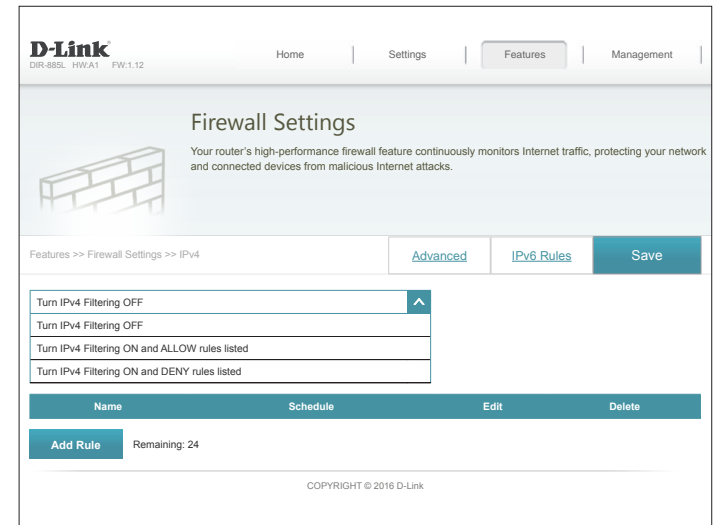 D-Link
DIR-885L HW:A1 FW:1.12
Home
Settings
Features
Management
Firewall Settings
Your router's high-performance firewall feature continuously monitors Internet traffic, protecting your network
and connected devices from malicious Internet attacks.
Features >> Firewall Settings >> IPv4
Advanced
IPv6 Rules
Save
Turn IPv4 Filtering OFF
Turn IPv4 Filtering OFF
Turn IPv4 Filtering ON and ALLOW rules listed
Turn IPv4 Filtering ON and DENY rules listed
Name Schedule Edit Delete
Add Rule Remaining: 24
COPYRIGHT © 2016 D-Link